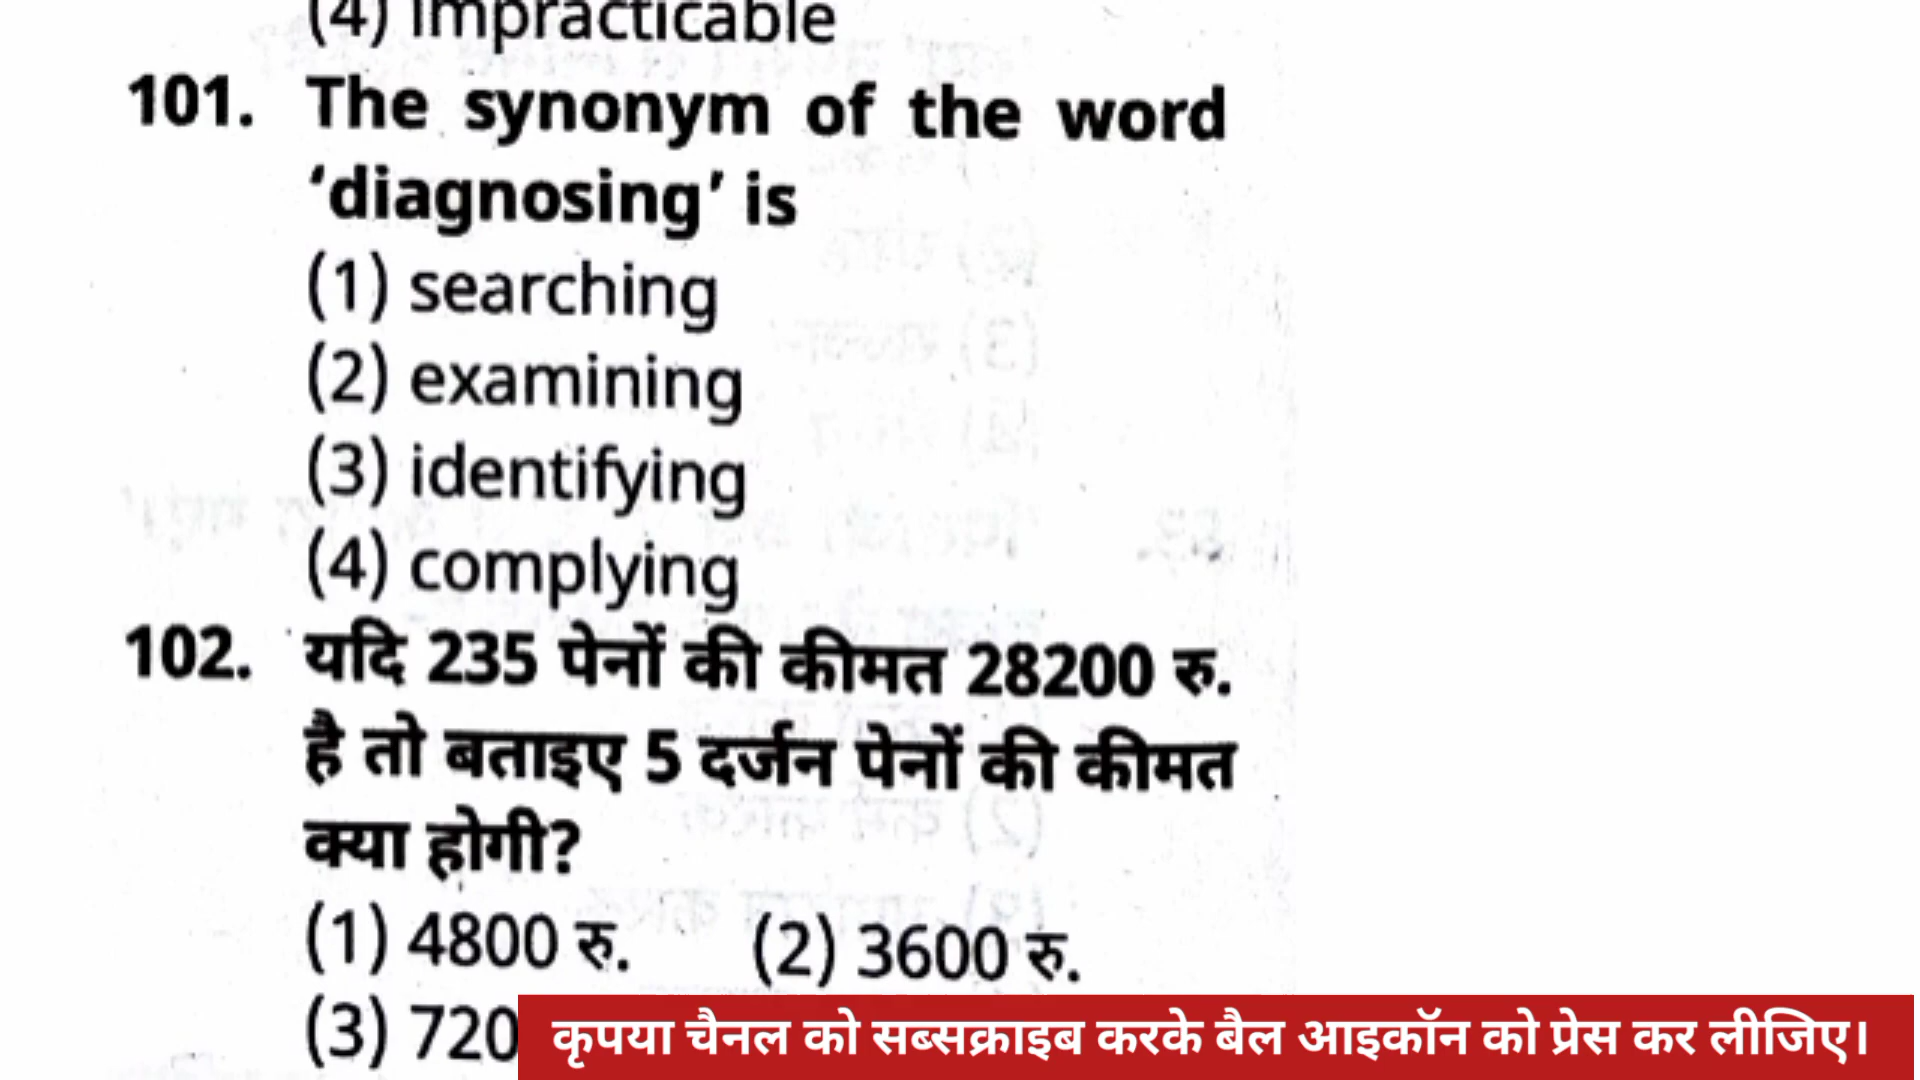 (4) impracticable
101. The synonym of the word
‘diagnosing’ is
(1) searching
(2) examining
(3) identifying
(4) complying
102. यदि 235 पेनों की कीमत 28200 रु.
है तो बताइए 5 दर्जन पेनों की कीमत
क्या होगी?
(1) 4800 रु. (2) 3600 रु.
(3) 720
कृपया चैनल को सब्सक्राइब करके बैल आइकॉन को प्रेस कर लीजिए।